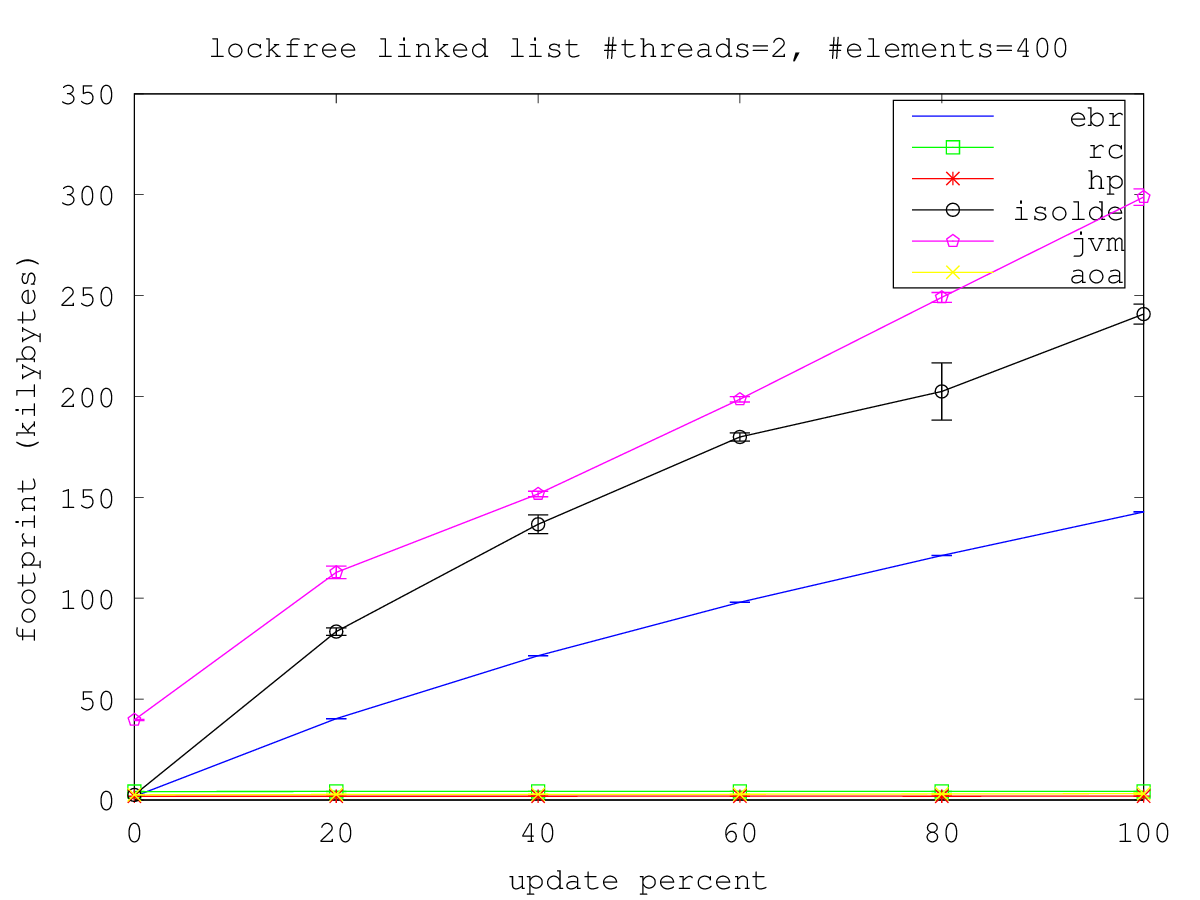 lockfree linked list #threads=2, #elements=400
350
300
250
200
150
100
50
0
footprint (kilybytes)
ebr
rc
hp
isolde
jvm
aoa
0 20 40 60 80 100
update percent